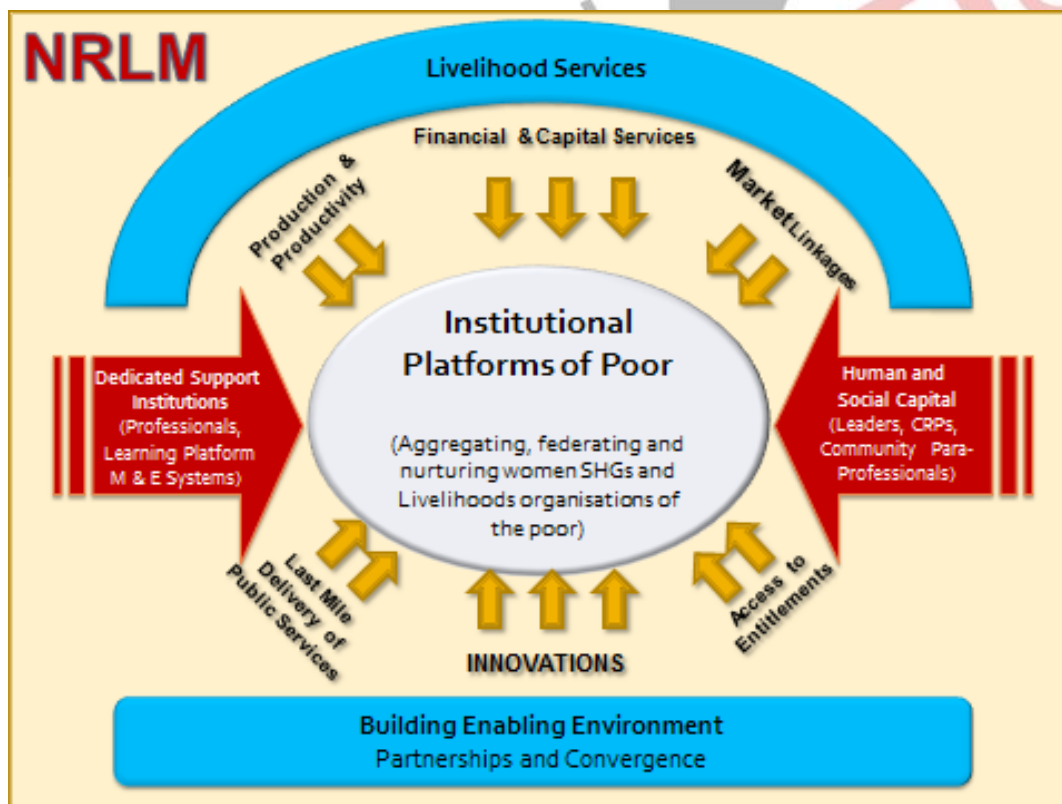 NRLM
Livelihood Services
Financial & Capital Services
Production &
Productivity
Market Linkages
Institutional
Platforms of Poor
(Aggregating, federating and
nurturing women SHGs and
Livelihoods organisations of
the poor)
Dedicated Support
Institutions
(Professionals,
Learning Platform
M & E Systems)
Human and
Social Capital
(Leaders, CRPs,
Community Para-
Professionals)
Last Mile
Delivery of
Public Services
INNOVATIONS
Access to
Entitlements
Building Enabling Environment
Partnerships and Convergence